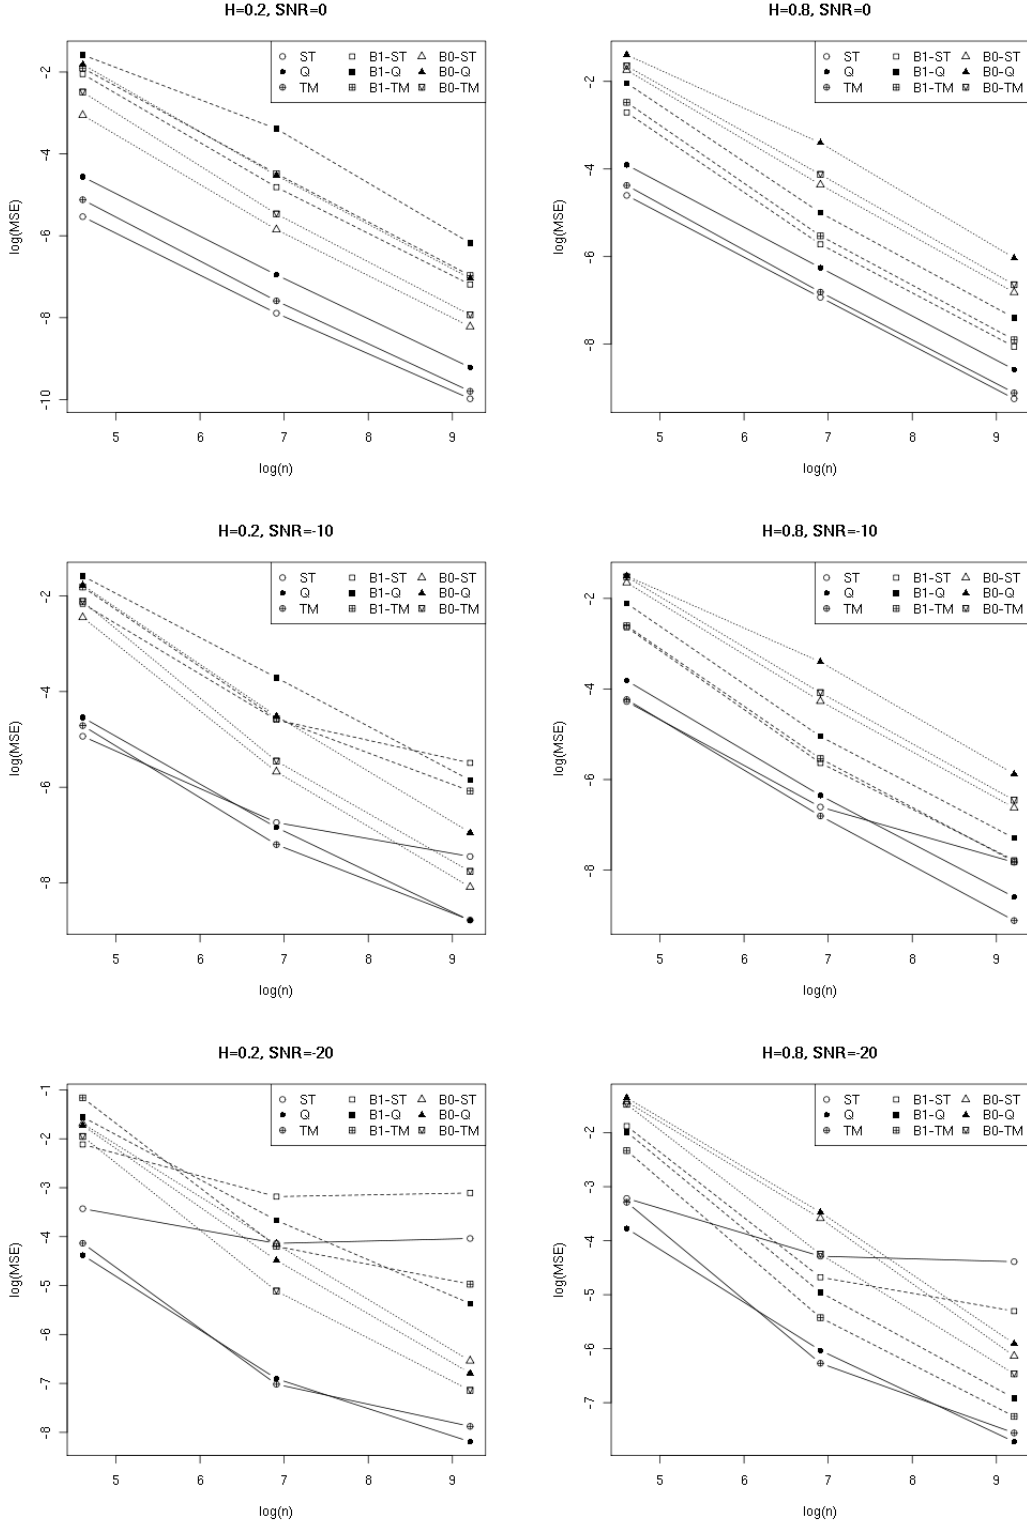 H=0.2, SNR=0
ST B1-ST B0-ST
Q B1-Q B0-Q
TM B1-TM B0-TM
log(MSE)
-2
-4
-6
-8
-10
5 6 7 8 9
log(n)
H=0.8, SNR=0
ST B1-ST B0-ST
Q B1-Q B0-Q
TM B1-TM B0-TM
log(MSE)
-2
-4
-6
-8
5 6 7 8 9
log(n)
H=0.2, SNR=-10
ST B1-ST B0-ST
Q B1-Q B0-Q
TM B1-TM B0-TM
log(MSE)
-2
-4
-6
-8
5 6 7 8 9
log(n)
H=0.8, SNR=-10
ST B1-ST B0-ST
Q B1-Q B0-Q
TM B1-TM B0-TM
log(MSE)
-2
-4
-6
-8
5 6 7 8 9
log(n)
H=0.2, SNR=-20
ST B1-ST B0-ST
Q B1-Q B0-Q
TM B1-TM B0-TM
log(MSE)
-1
-2
-3
-4
-5
-6
-7
-8
5 6 7 8 9
log(n)
H=0.8, SNR=-20
ST B1-ST B0-ST
Q B1-Q B0-Q
TM B1-TM B0-TM
log(MSE)
-2
-3
-4
-5
-6
-7
5 6 7 8 9
log(n)